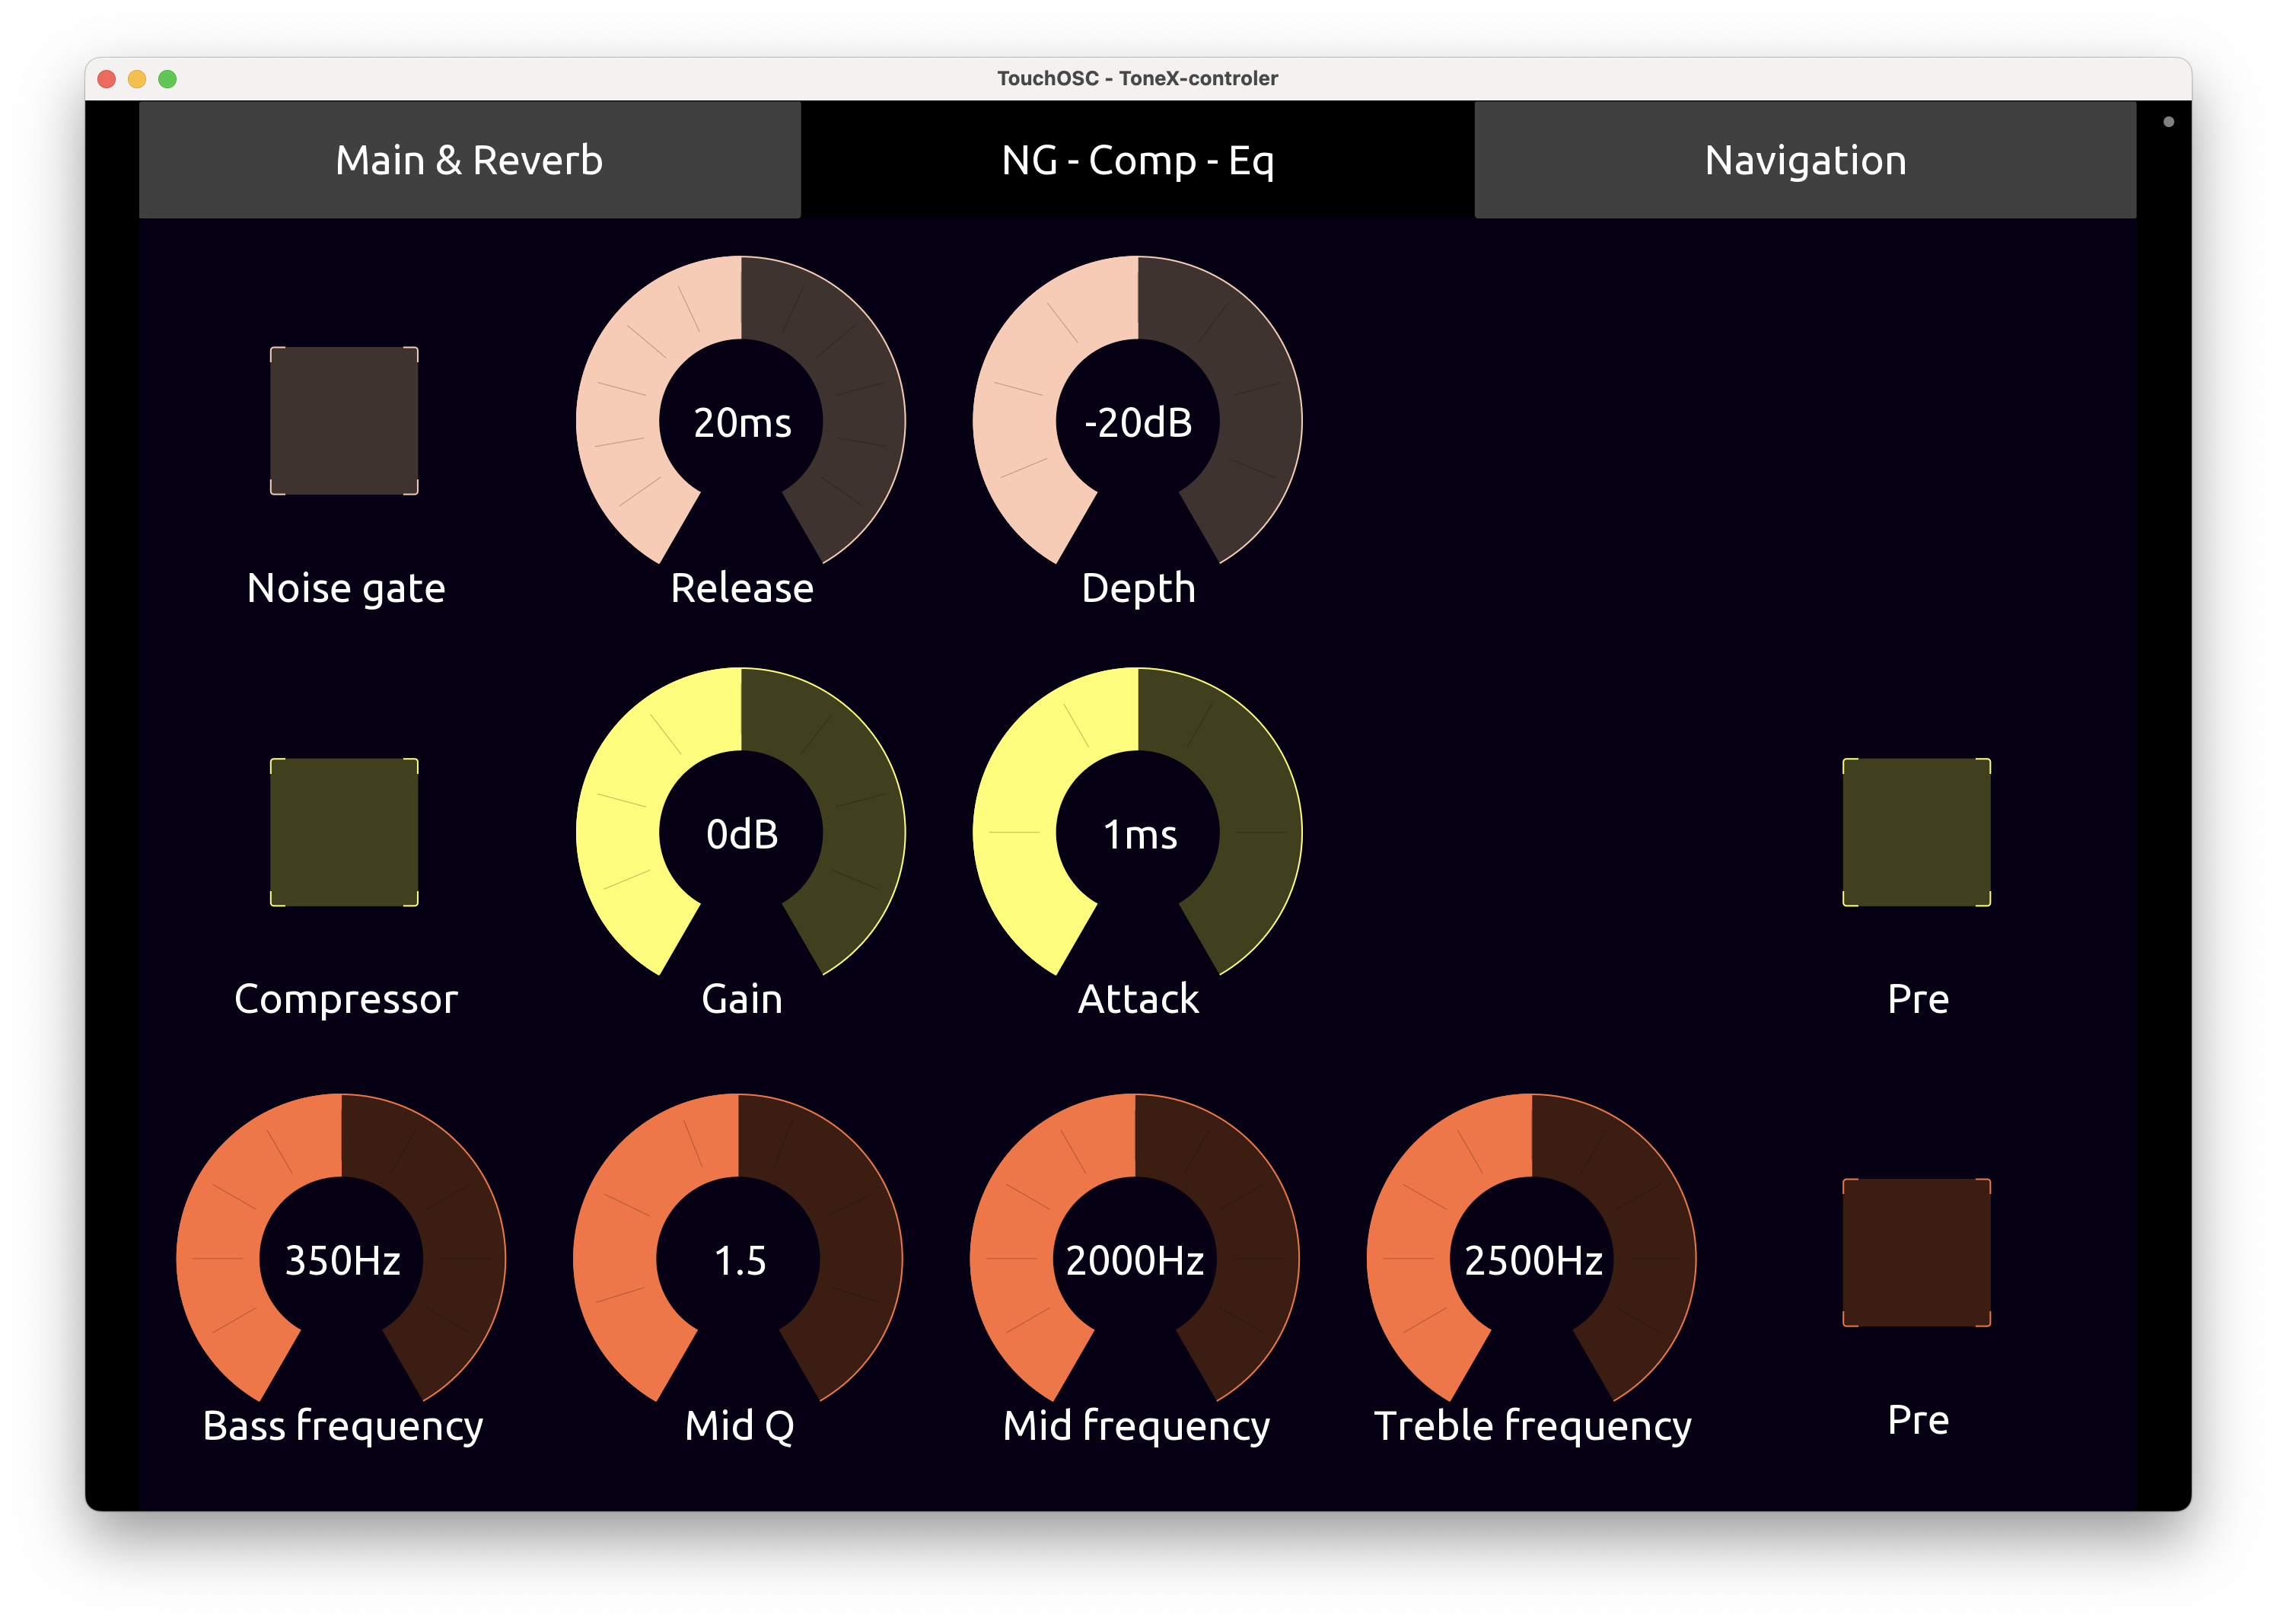 TouchOSC - ToneX-controler
Main & Reverb
NG - Comp - Eq
Navigation
20ms
-20dB
Noise gate
Release
Depth
0dB
1ms
Compressor
Gain
Attack
Pre
350Hz
1.5
2000Hz
2500Hz
Bass frequency
Mid Q
Mid frequency
Treble frequency
Pre